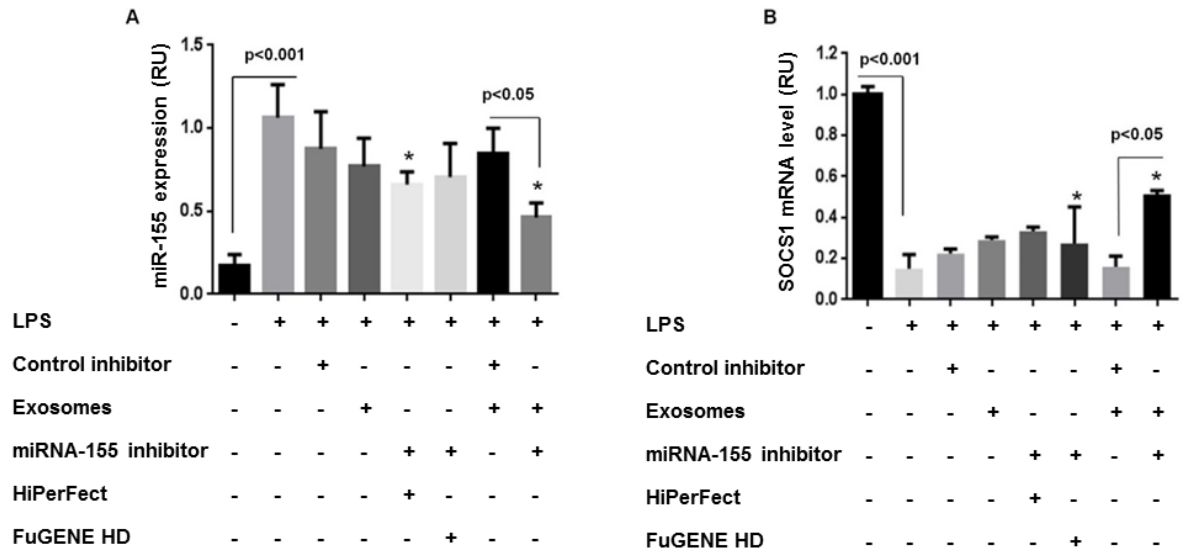 A
miR-155 expression (RU)
1.5
1.0
0.5
0.0
p<0.001
p<0.05
*
*
LPS - + + + + + + +
Control inhibitor - - + - - - + -
Exosomes - - - + - - + +
miRNA-155 inhibitor - - - - + + - +
HiPerFect - - - - + - - -
FuGENE HD - - - - - + - -
B
SOCS1 mRNA level (RU)
1.2
1.0
0.8
0.6
0.4
0.2
0.0
p<0.001
p<0.05
*
*
LPS - + + + + + + +
Control inhibitor - - + - - - + -
Exosomes - - - + - - + +
miRNA-155 inhibitor - - - - + + - +
HiPerFect - - - - + - - -
FuGENE HD - - - - - + - -